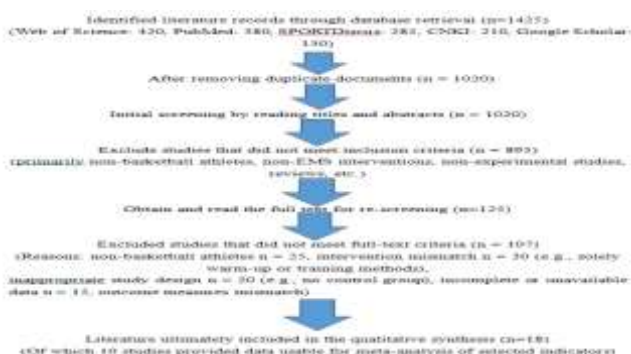 Identified literature records through database retrieval (n=1425)
(Web of Science: 420, PubMed: 380, SPORTDiscus: 285, CNKI: 210, Google Scholar:
130)
After removing duplicate documents (n = 1020)
Initial screening by reading titles and abstracts (n = 1020)
Exclude studies that did not meet inclusion criteria (n = 895)
(primarily non-basketball athletes, non-EMS interventions, non-experimental studies,
reviews, etc.)
Obtain and read the full text for re-screening (n=125)
Excluded studies that did not meet full-text criteria (n = 107)
(Reasons: non-basketball athletes n = 25, intervention mismatch n = 30 (e.g., solely
warm-up or training methods),
inappropriate study design n = 20 (e.g., no control group), incomplete or unavailable
data n = 15, outcome measures mismatch)
Literature ultimately included in the qualitative synthesis (n=18)
(Of which 10 studies provided data usable for meta-analysis of selected indicators)